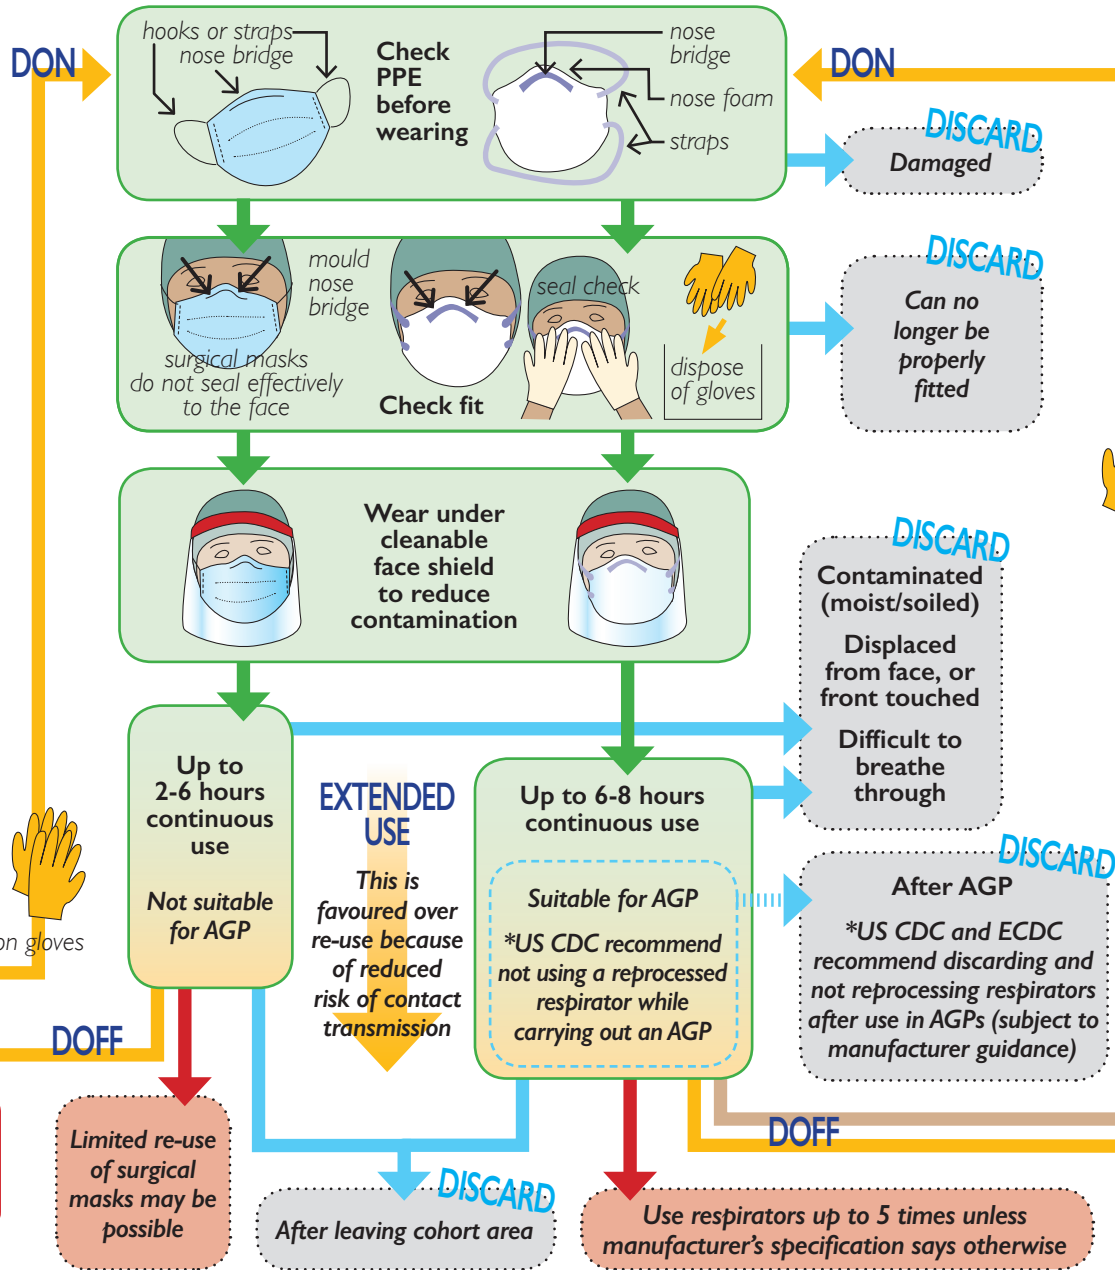 DON
hooks or straps
nose bridge
Check
PPE
before
wearing
nose
bridge
nose foam
straps
DON
DISCARD
Damaged
mould
nose
bridge
surgical masks
do not seal effectively
to the face
Check fit
seal check
dispose
of gloves
DISCARD
Can no
longer be
properly
fitted
Wear under
cleanable
face shield
to reduce
contamination
DISCARD
Contaminated
(moist/soiled)
Displaced
from face, or
front touched
Difficult to
breathe
through
Up to
2-6 hours
continuous
use
Not suitable
for AGP
EXTENDED
USE
This is
favoured over
re-use because
of reduced
risk of contact
transmission
Up to 6-8 hours
continuous use
Suitable for AGP
*US CDC recommend
not using a reprocessed
respirator while
carrying out an AGP
DISCARD
After AGP
*US CDC and ECDC
recommend discarding and
not reprocessing respirators
after use in AGPs (subject to
manufacturer guidance)
on gloves
DOFF
DOFF
Limited re-use
of surgical
masks may be
possible
DISCARD
After leaving cohort area
Use respirators up to 5 times unless
manufacturer's specification says otherwise